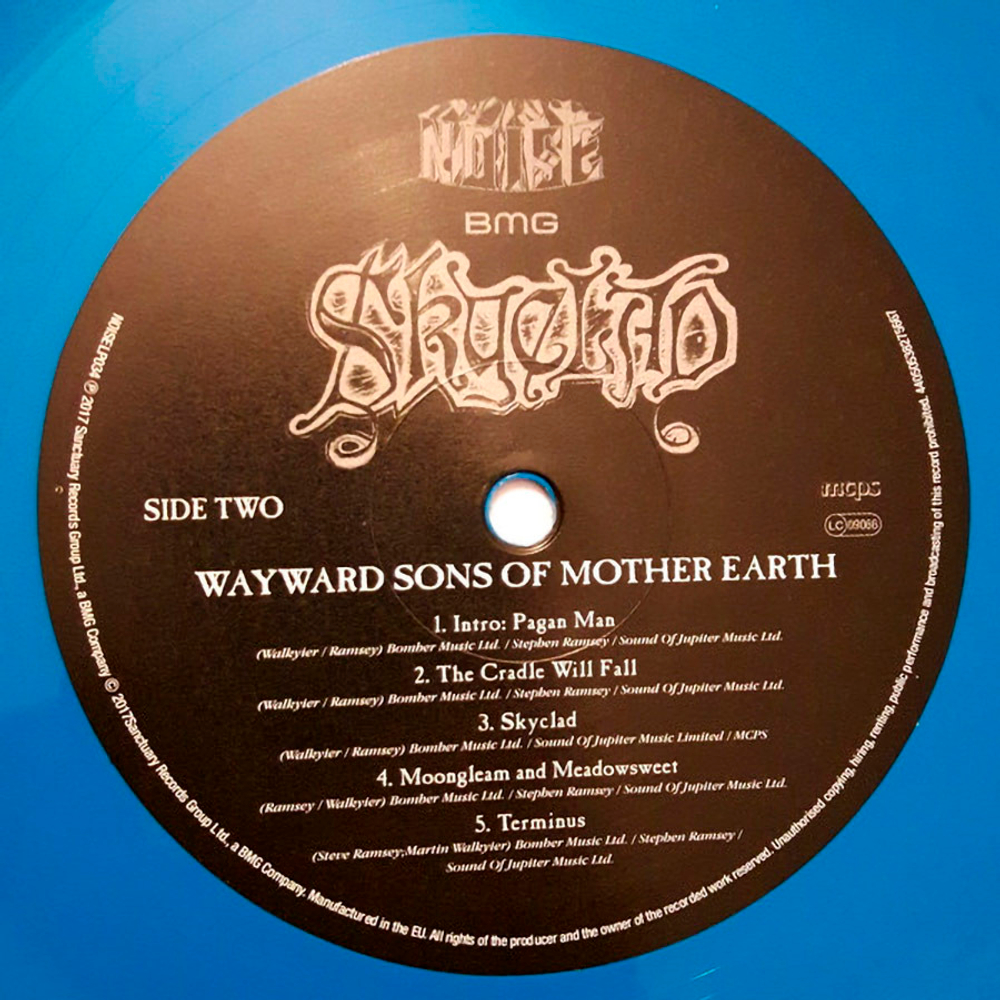 NOISE
BMG
Skyclad
SIDE TWO
mcps
LC 09066
WAYWARD SONS OF MOTHER EARTH
1. Intro: Pagan Man
(Walkyier / Ramsey) Bomber Music Ltd. / Stephen Ramsey / Sound Of Jupiter Music Ltd.
2. The Cradle Will Fall
(Walkyier / Ramsey) Bomber Music Ltd. / Stephen Ramsey / Sound Of Jupiter Music Ltd.
3. Skyclad
(Walkyier / Ramsey) Bomber Music Ltd. / Sound Of Jupiter Music Limited / MCPS
4. Moongleam and Meadowsweet
(Ramsey / Walkyier) Bomber Music Ltd. / Stephen Ramsey / Sound Of Jupiter Music Ltd.
5. Terminus
(Steve Ramsey;Martin Walkyier) Bomber Music Ltd. / Stephen Ramsey /
Sound Of Jupiter Music Ltd.
NOISELP034 ℗ 2017 Sanctuary Records Group Ltd., a BMG Company © 2017Sanctuary Records Group Ltd., a BMG Company. Manufactured in the EU. All rights of the producer and the owner of the recorded work reserved. Unauthorised copying, hiring, renting, public performance and broadcasting of this record prohibited. 44050638275667